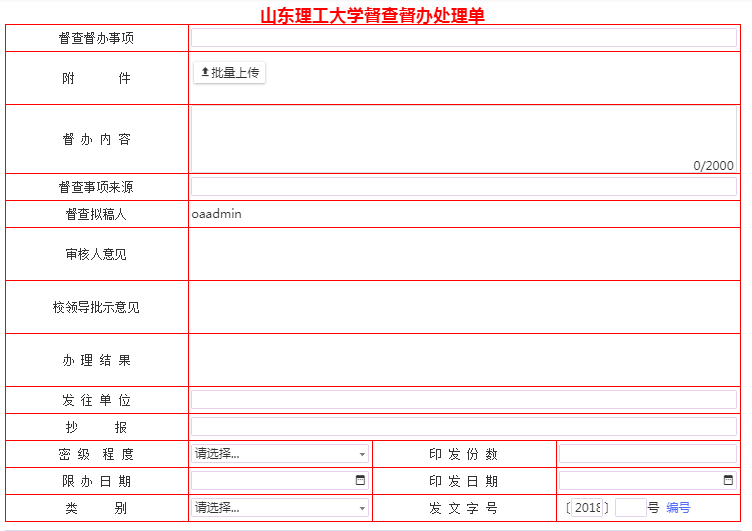 山东理工大学督查督办处理单
督查督办事项
附 件 批量上传
督 办 内 容
0/2000
督查事项来源
督查拟稿人 oaadmin
审核人意见
校领导批示意见
办 理 结 果
发 往 单 位
抄 报
密 级 程 度 请选择... 印 发 份 数
限 办 日 期 印 发 日 期
类 别 请选择... 发 文 字 号 〔2018〕 号 编号